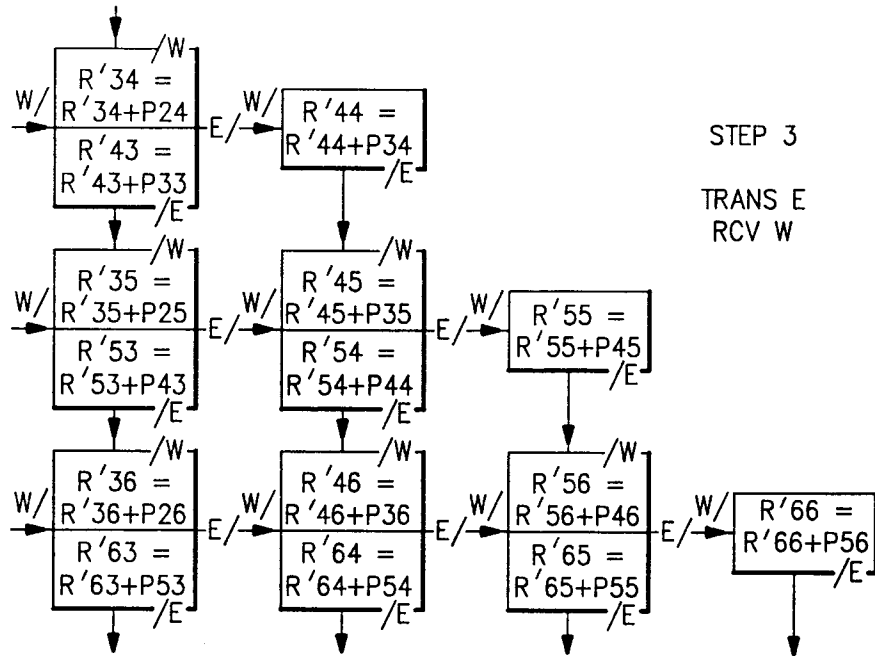 /W
R'34 =
R'34+P24
W/
E/
R'43 =
R'43+P33
/E
W/
R'44 =
R'44+P34
/E
STEP 3
TRANS E
RCV W
/W
R'35 =
R'35+P25
W/
E/
R'53 =
R'53+P43
/E
/W
R'45 =
R'45+P35
W/
E/
R'54 =
R'54+P44
/E
W/
R'55 =
R'55+P45
/E
/W
R'36 =
R'36+P26
W/
E/
R'63 =
R'63+P53
/E
/W
R'46 =
R'46+P36
W/
E/
R'64 =
R'64+P54
/E
/W
R'56 =
R'56+P46
W/
E/
R'65 =
R'65+P55
/E
W/
R'66 =
R'66+P56
/E